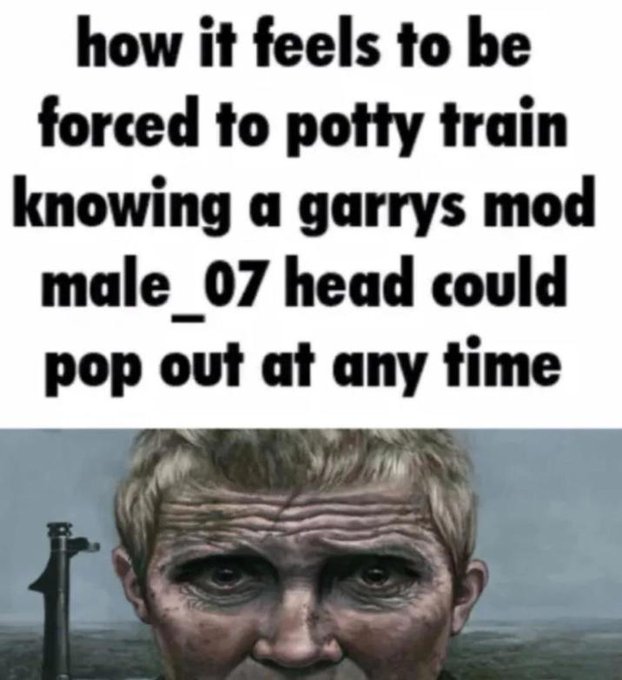 how it feels to be
forced to potty train
knowing a garrys mod
male_07 head could
pop out at any time